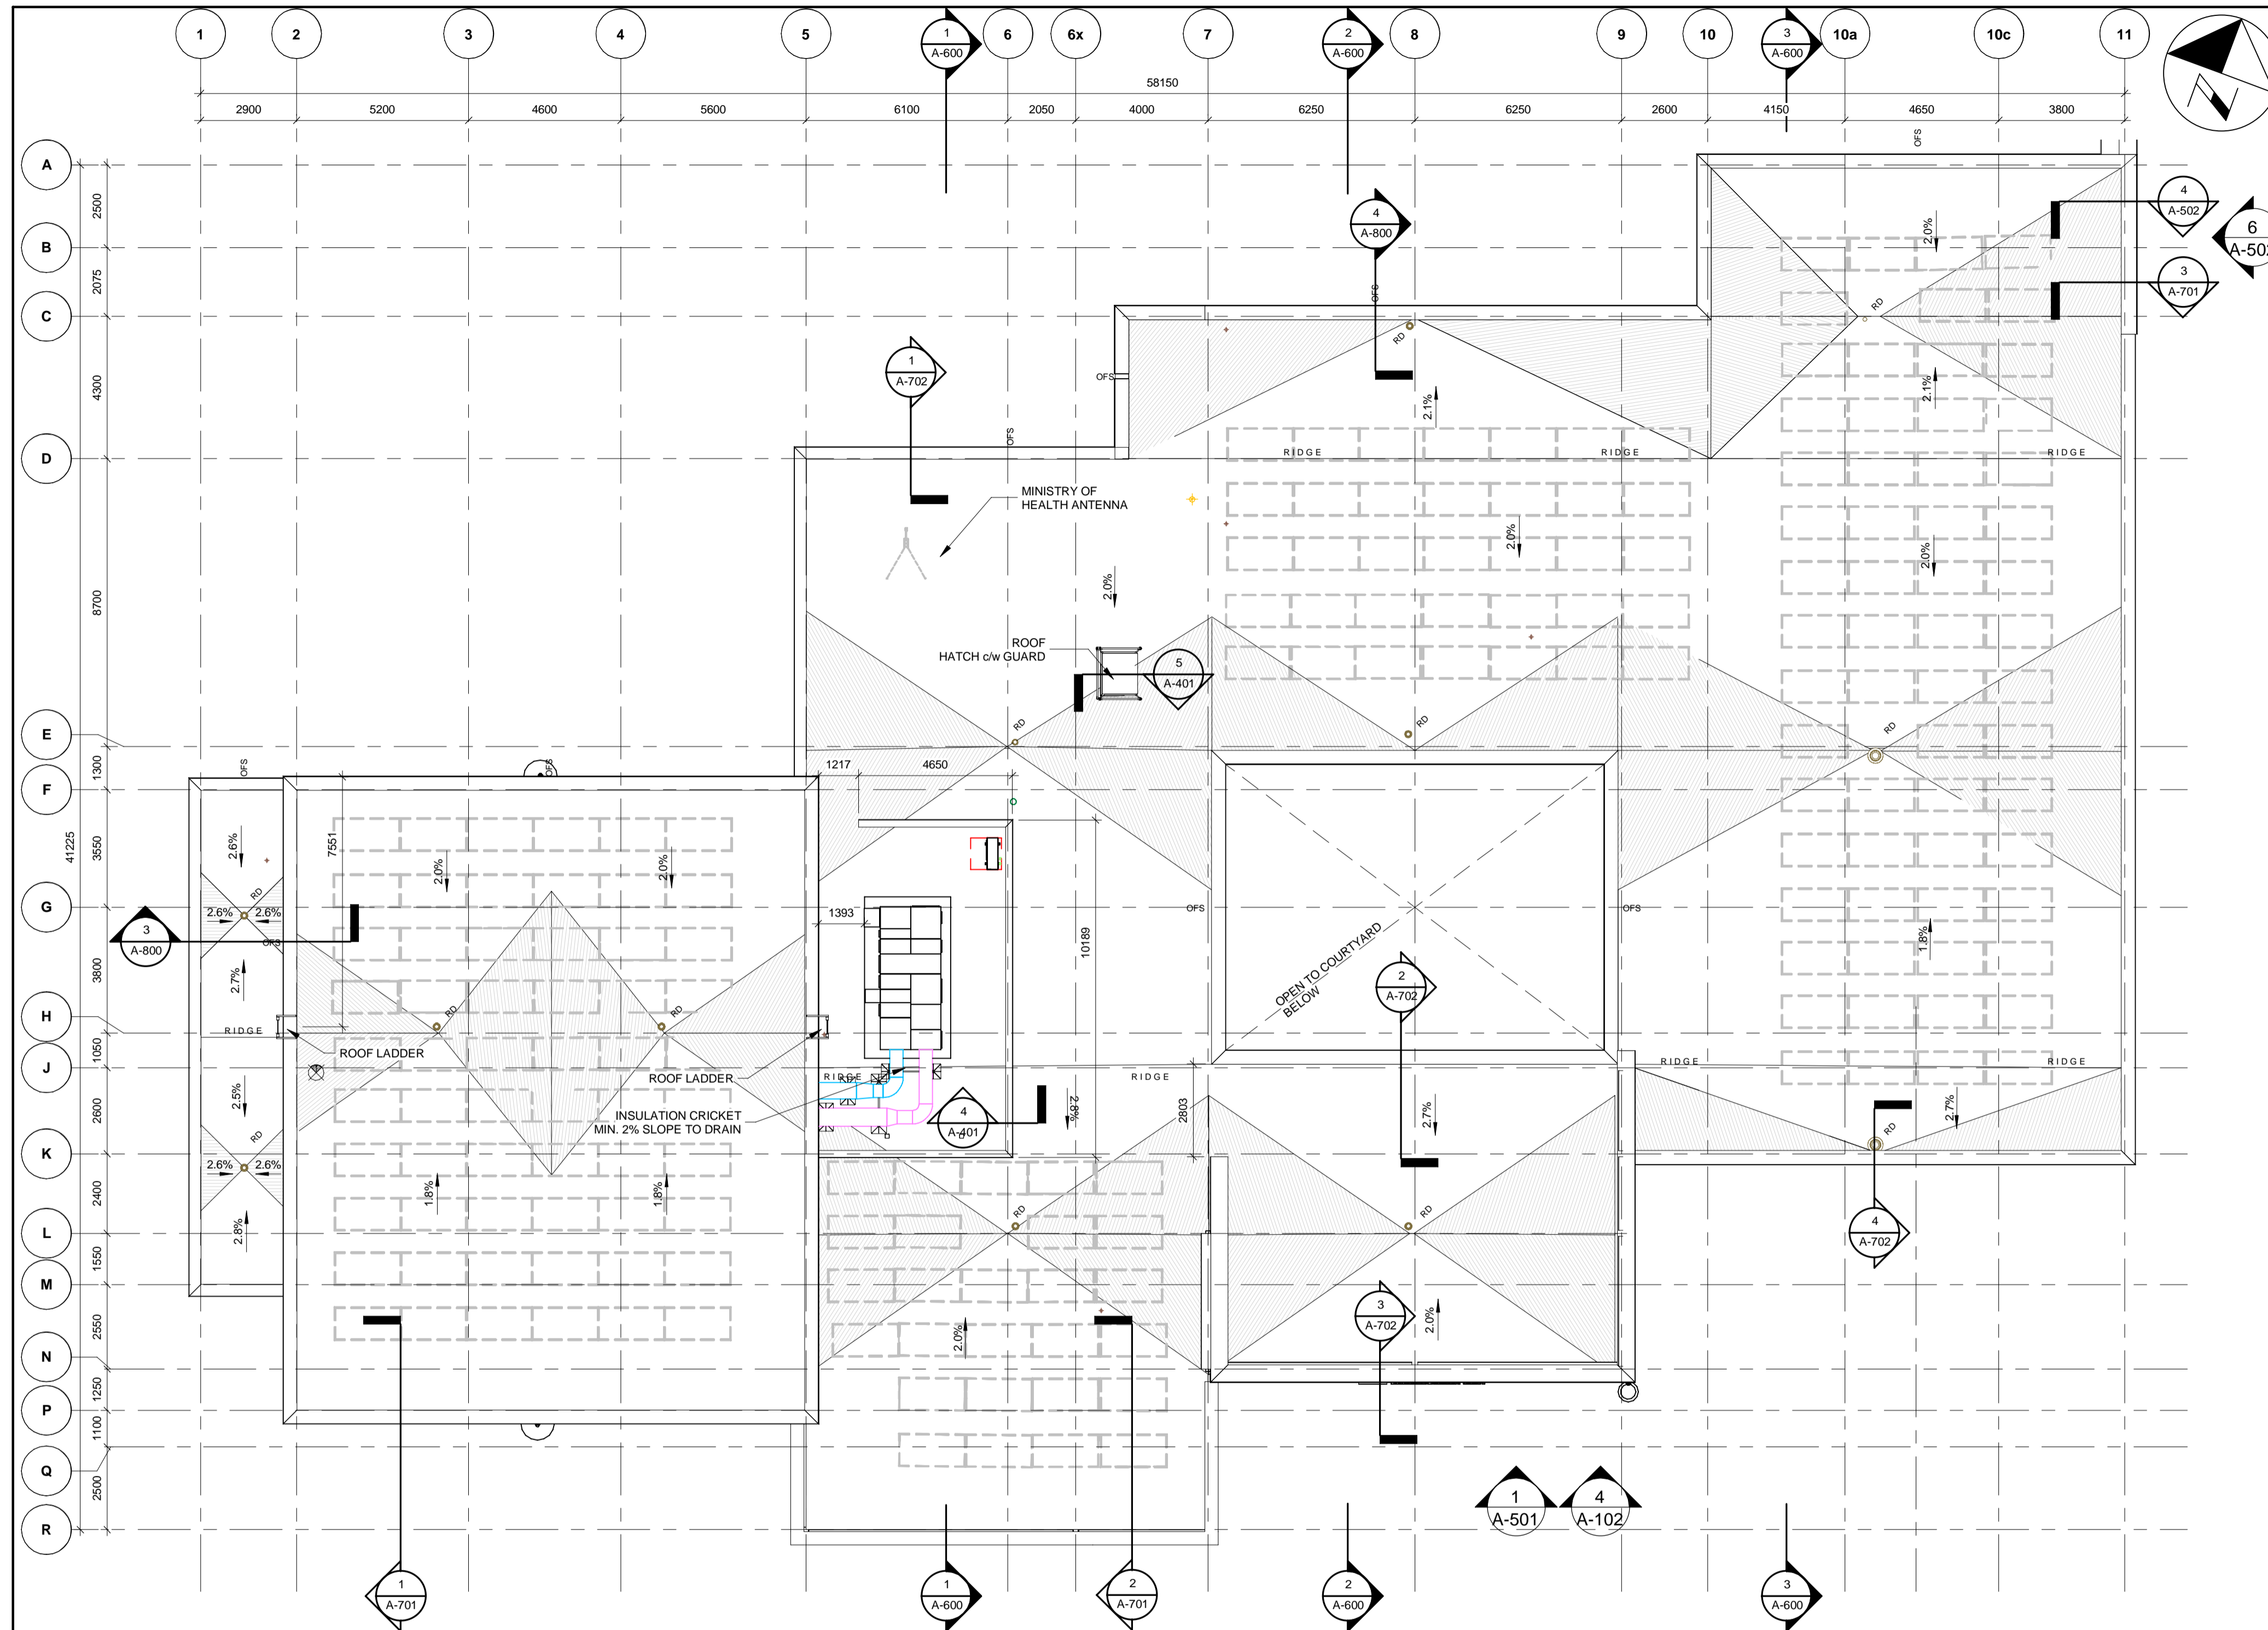 1
2
3
4
5
1
A-600
6
6x
7
2
A-600
8
9
10
3
A-600
10a
10c
11
58150
2900
5200
4600
5600
6100
2050
4000
6250
6250
2600
4150
4650
3800
A
B
C
D
E
F
G
H
J
K
L
M
N
P
Q
R
41225
2500
2075
4300
8700
1300
3550
3800
1050
2600
2400
1550
2550
1250
1100
2500
OFS
4
A-502
6
3
A-701
4
A-800
2.0%
RD
OFS
RD
OFS
2.1%
2.1%
1
A-702
OFS
RIDGE
RIDGE
RIDGE
MINISTRY OF
HEALTH ANTENNA
2.0%
2.0%
2.0%
ROOF
HATCH c/w GUARD
5
A-401
RD
RD
RD
OFS
OFS
1217
4650
7551
2.6%
2.0%
2.0%
RD
2.6%
2.6%
OFS
3
A-800
1393
10189
OFS
OFS
OPEN TO COURTYARD
BELOW
1.8%
2
A-702
2.7%
RD
RD
RIDGE
ROOF LADDER
ROOF LADDER
RIDGE
RIDGE
RIDGE
RIDGE
INSULATION CRICKET
MIN. 2% SLOPE TO DRAIN
4
A-401
2.8%
2803
2.7%
2.7%
RD
2.5%
RD
2.6%
2.6%
1.8%
1.8%
2.8%
RD
RD
4
A-702
3
A-702
2.0%
2.0%
1
A-501
4
A-102
1
A-701
1
A-600
2
A-701
2
A-600
3
A-600